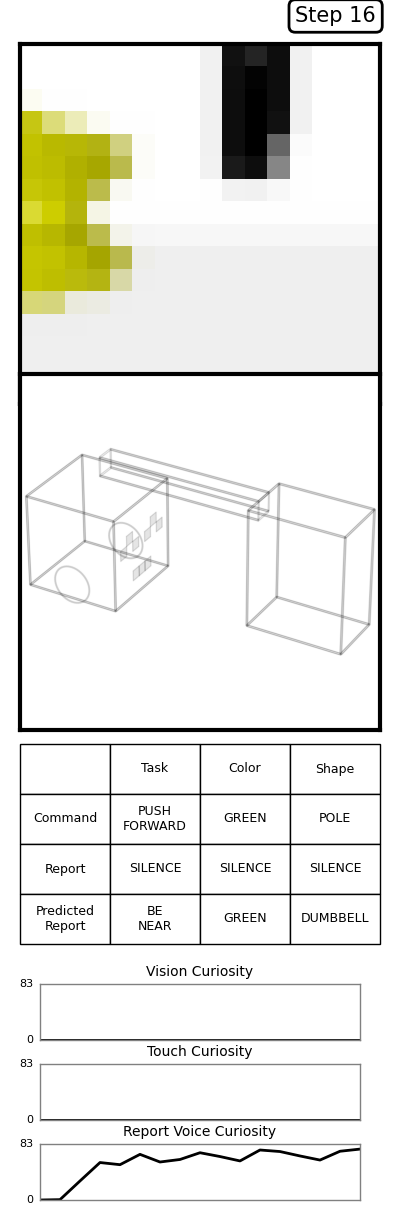 Step 16
Task Color Shape
Command PUSH FORWARD GREEN POLE
Report SILENCE SILENCE SILENCE
Predicted Report BE NEAR GREEN DUMBBELL
Vision Curiosity
83
0
Touch Curiosity
83
0
Report Voice Curiosity
83
0